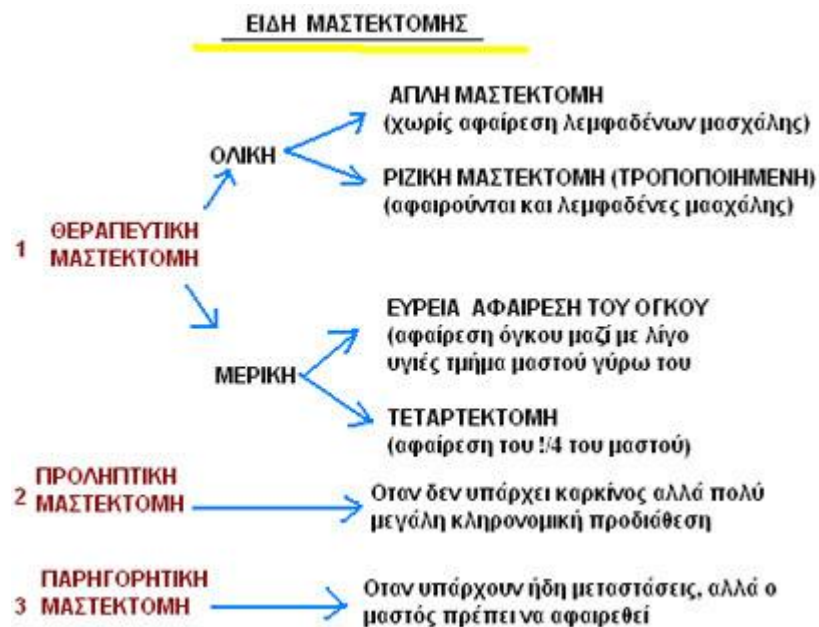 ΕΙΔΗ ΜΑΣΤΕΚΤΟΜΗΣ
ΑΠΛΗ ΜΑΣΤΕΚΤΟΜΗ
(χωρίς αφαίρεση λεμφαδένων μασχάλης)
ΟΛΙΚΗ
ΡΙΖΙΚΗ ΜΑΣΤΕΚΤΟΜΗ (ΤΡΟΠΟΠΟΙΗΜΕΝΗ)
(αφαιρούνται και λεμφαδένες μααχάλης)
1 ΘΕΡΑΠΕΥΤΙΚΗ
ΜΑΣΤΕΚΤΟΜΗ
ΕΥΡΕΙΑ ΑΦΑΙΡΕΣΗ ΤΟΥ ΟΓΚΟΥ
(αφαίρεση όγκου μαζί με λίγο
υγιές τμήμα μαστού γύρω του
ΜΕΡΙΚΗ
ΤΕΤΑΡΤΕΚΤΟΜΗ
(αφαίρεση του !/4 του μαστού)
2 ΠΡΟΛΗΠΤΙΚΗ
ΜΑΣΤΕΚΤΟΜΗ
Οταν δεν υπάρχει καρκίνος αλλά πολύ
μεγάλη κληρονομική προδιάθεση
3 ΠΑΡΗΓΟΡΗΤΙΚΗ
ΜΑΣΤΕΚΤΟΜΗ
Οταν υπάρχουν ήδη μεταστάσεις, αλλά ο
μαστός πρέπει να αφαιρεθεί